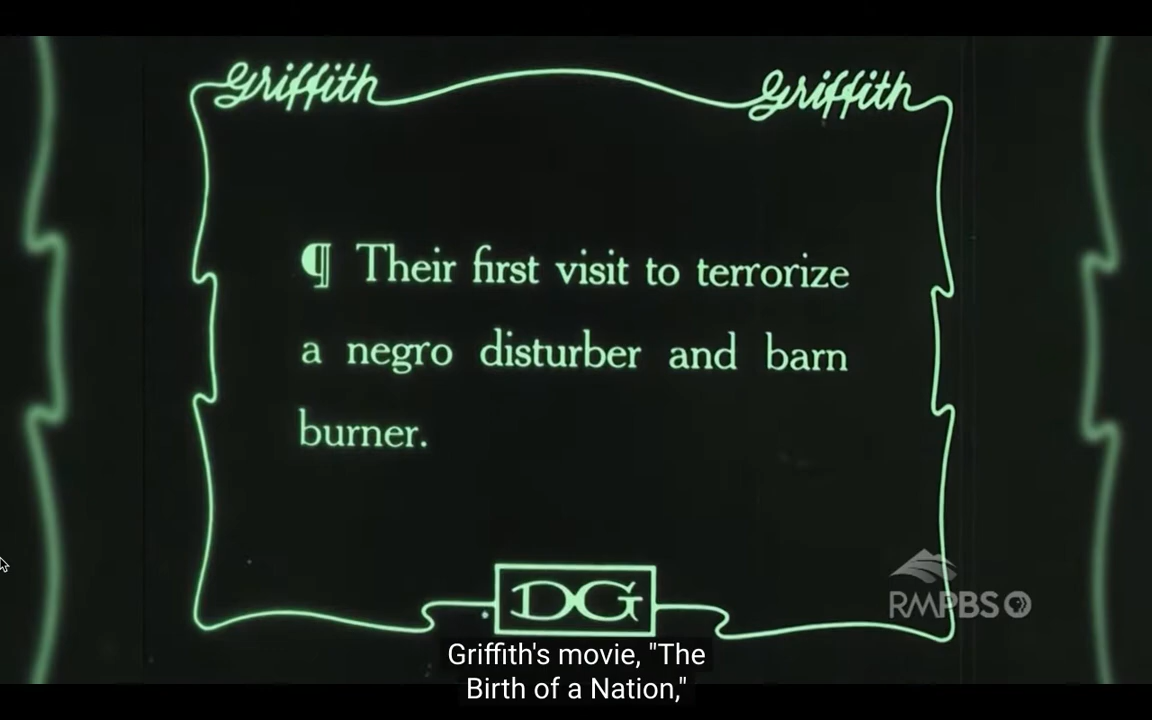 Griffith Griffith
¶ Their first visit to terrorize
a negro disturber and barn
burner.
DG
RMPBS
Griffith's movie, "The
Birth of a Nation,"